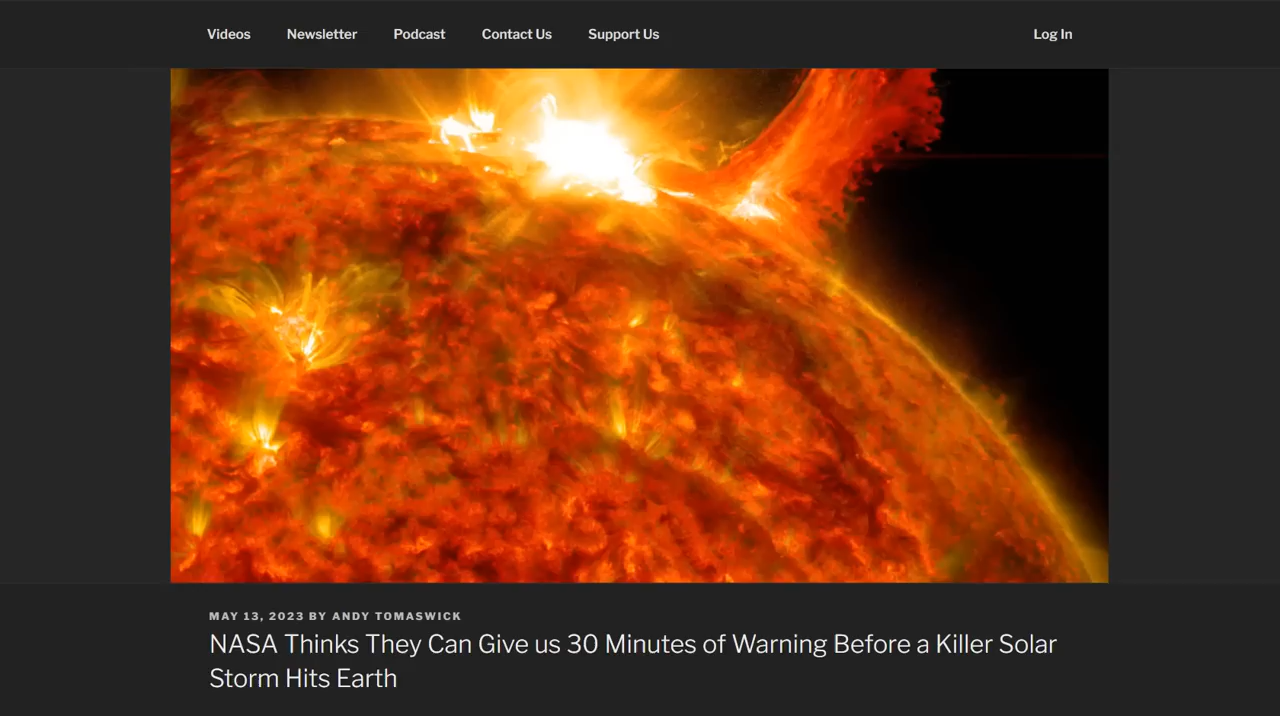 Videos Newsletter Podcast Contact Us Support Us Log In
MAY 13, 2023 BY ANDY TOMASWICK
NASA Thinks They Can Give us 30 Minutes of Warning Before a Killer Solar
Storm Hits Earth